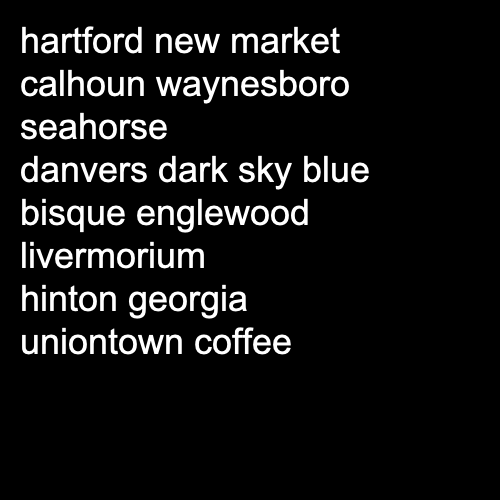 hartford new market
calhoun waynesboro
seahorse
danvers dark sky blue
bisque englewood
livermorium
hinton georgia
uniontown coffee